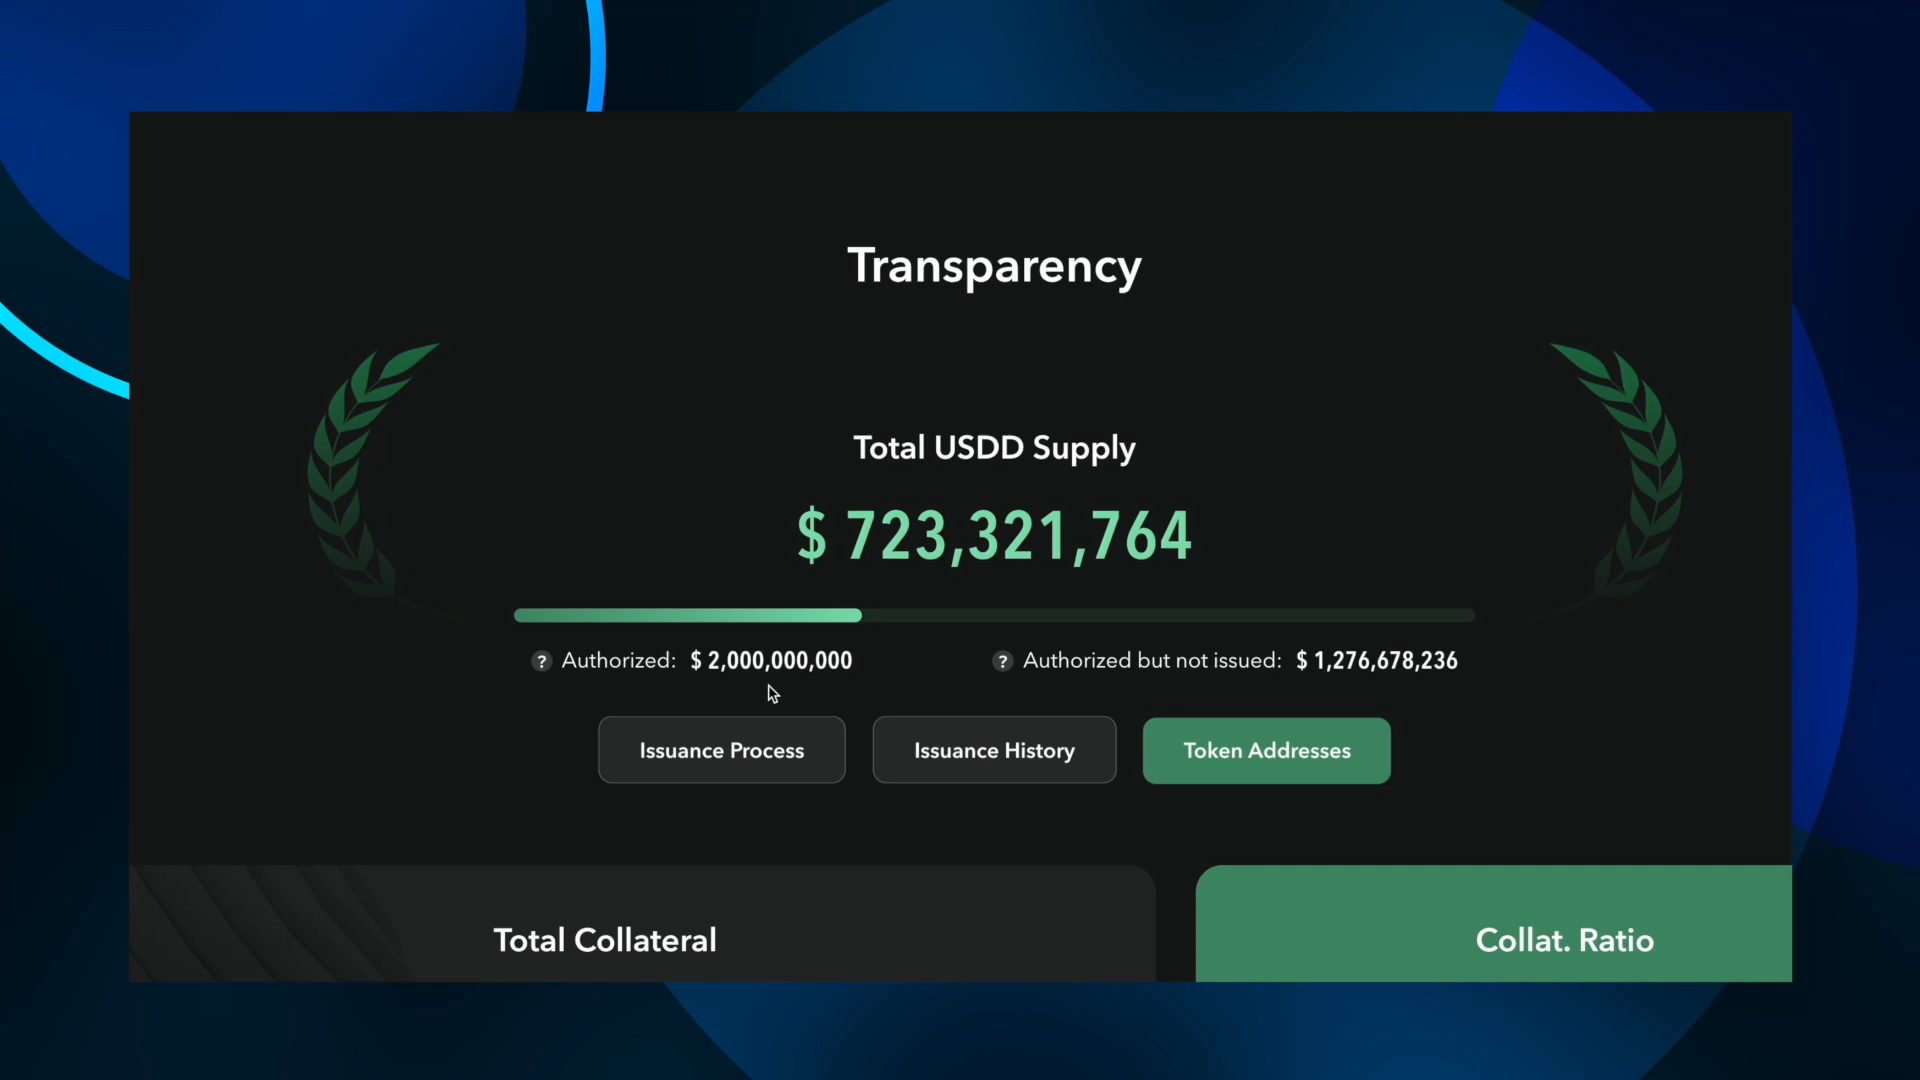 Transparency
Total USDD Supply
$ 723,321,764
? Authorized: $ 2,000,000,000 ? Authorized but not issued: $ 1,276,678,236
Issuance Process Issuance History Token Addresses
Total Collateral Collat. Ratio